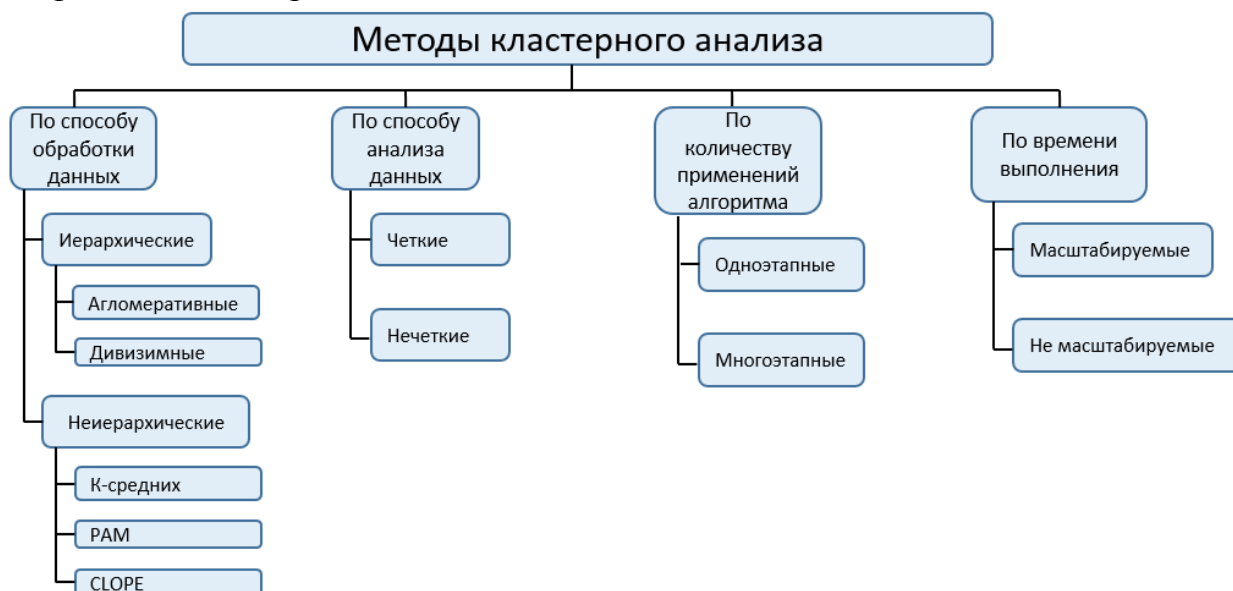 Методы кластерного анализа
По способу
обработки
данных
Иерархические
Агломеративные
Дивизимные
Неиерархические
К-средних
PAM
CLOPE
По способу
анализа
данных
Четкие
Нечеткие
По
количеству
применений
алгоритма
Одноэтапные
Многоэтапные
По времени
выполнения
Масштабируемые
Не масштабируемые